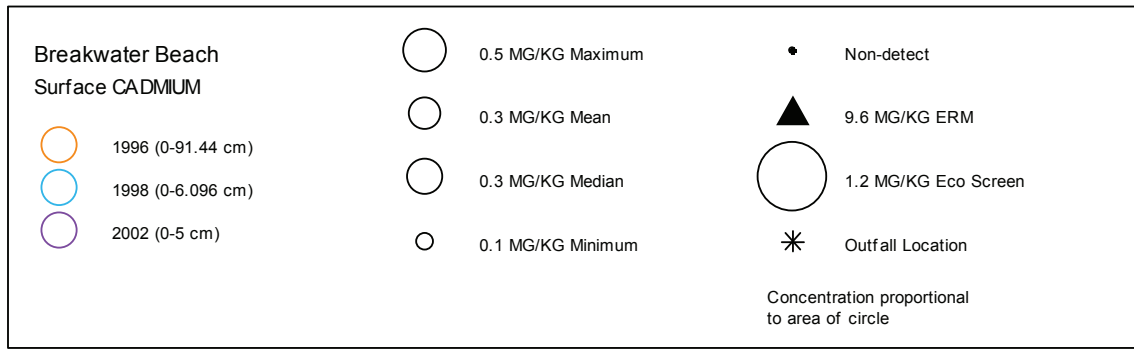 Breakwater Beach
Surface CADMIUM
1996 (0-91.44 cm)
1998 (0-6.096 cm)
2002 (0-5 cm)
0.5 MG/KG Maximum
0.3 MG/KG Mean
0.3 MG/KG Median
0.1 MG/KG Minimum
Non-detect
9.6 MG/KG ERM
1.2 MG/KG Eco Screen
Outfall Location
Concentration proportional
to area of circle